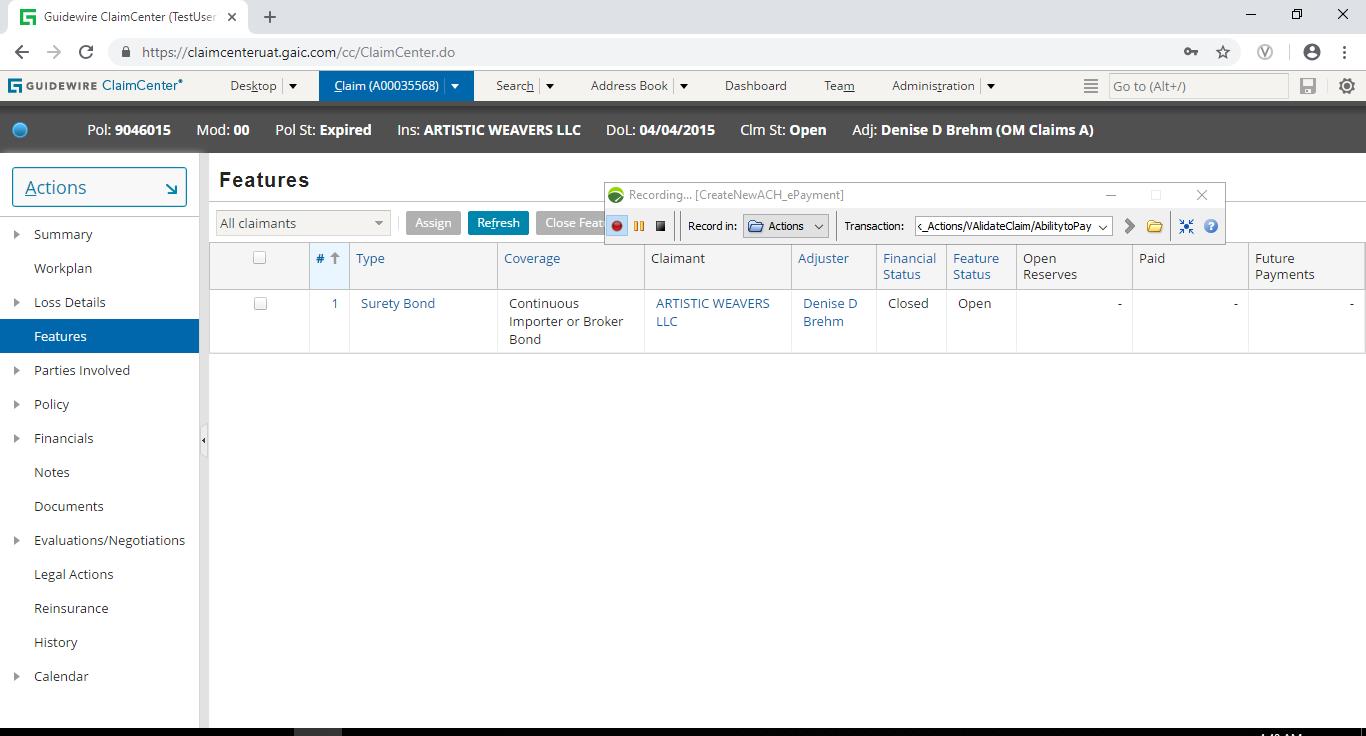 Guidewire ClaimCenter (TestUser
https://claimcenteruat.gaic.com/cc/ClaimCenter.do
GUIDEWIRE ClaimCenter® Desktop Claim (A00035568) Search Address Book Dashboard Team Administration Go to (Alt+/)
Pol: 9046015 Mod: 00 Pol St: Expired Ins: ARTISTIC WEAVERS LLC DoL: 04/04/2015 Clm St: Open Adj: Denise D Brehm (OM Claims A)
Actions
Summary
Workplan
Loss Details
Features
Parties Involved
Policy
Financials
Notes
Documents
Evaluations/Negotiations
Legal Actions
Reinsurance
History
Calendar
Features
Recording... [CreateNewACH_ePayment]
Record in: Actions Transaction: _Actions/VAlidateClaim/AbilitytoPay
All claimants Assign Refresh Close Feat
# Type Coverage Claimant Adjuster Financial Status Feature Status Open Reserves Paid Future Payments
1 Surety Bond Continuous Importer or Broker Bond ARTISTIC WEAVERS LLC Denise D Brehm Closed Open - - -